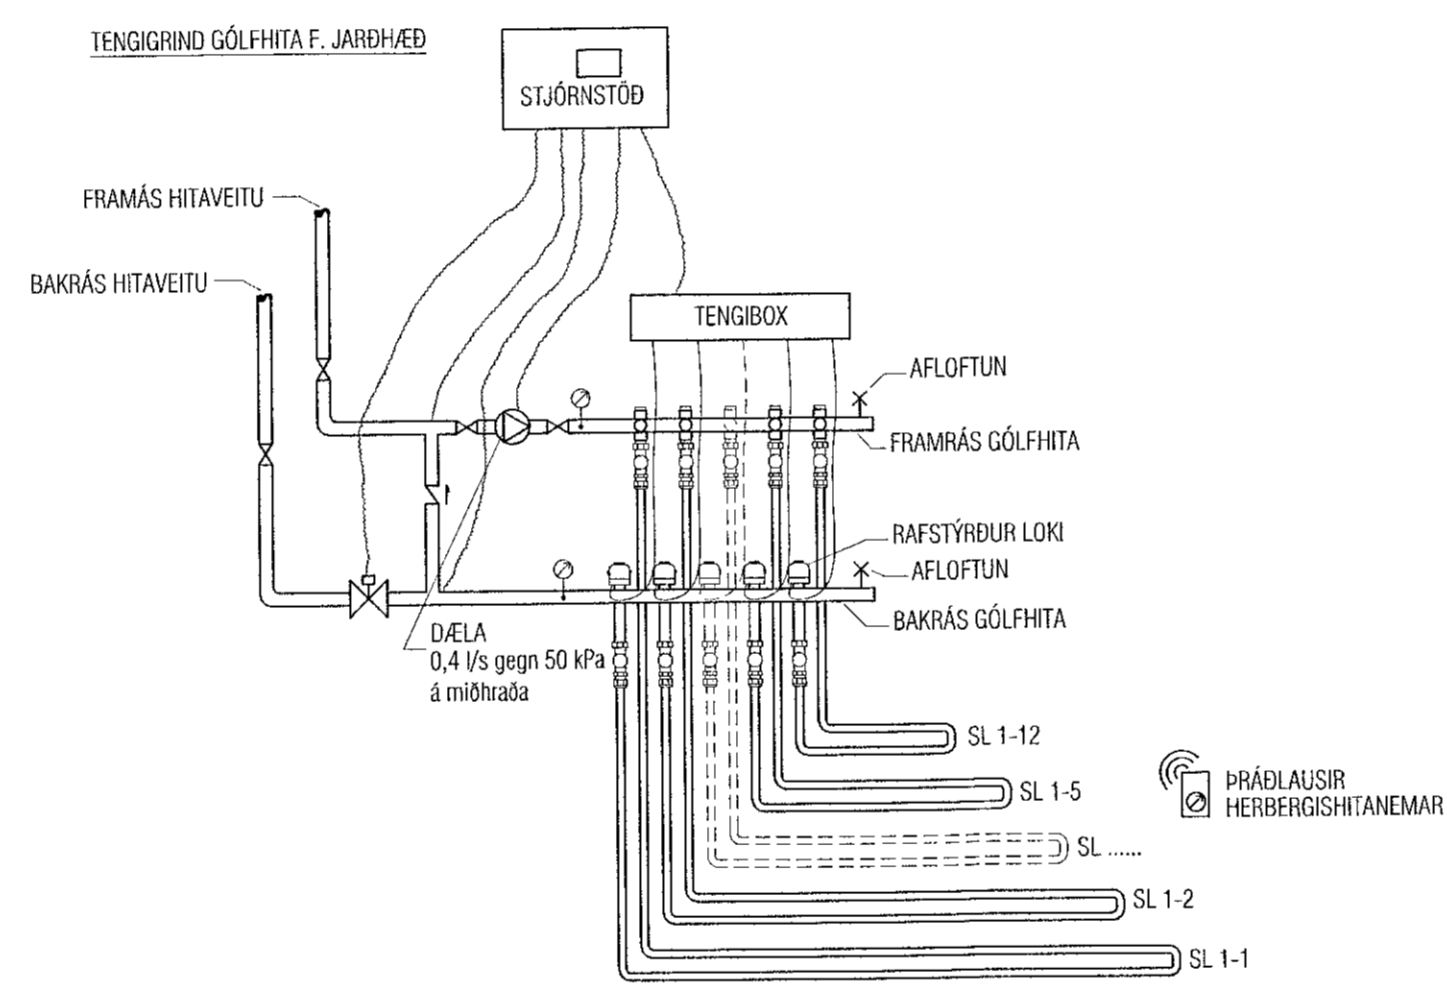 TENGIGRIND GÓLFHITA F. JARÐHÆÐ
STJÓRNSTÖÐ
FRAMÁS HITAVEITU
BAKRÁS HITAVEITU
TENGIBOX
AFLOFTUN
FRAMRÁS GÓLFHITA
RAFSTÝRÐUR LOKI
AFLOFTUN
BAKRÁS GÓLFHITA
DÆLA
0,4 l/s gegn 50 kPa
á miðhraða
SL 1-12
SL 1-5
ÞRÁÐLAUSIR
HERBERGISHITANEMAR
SL ......
SL 1-2
SL 1-1